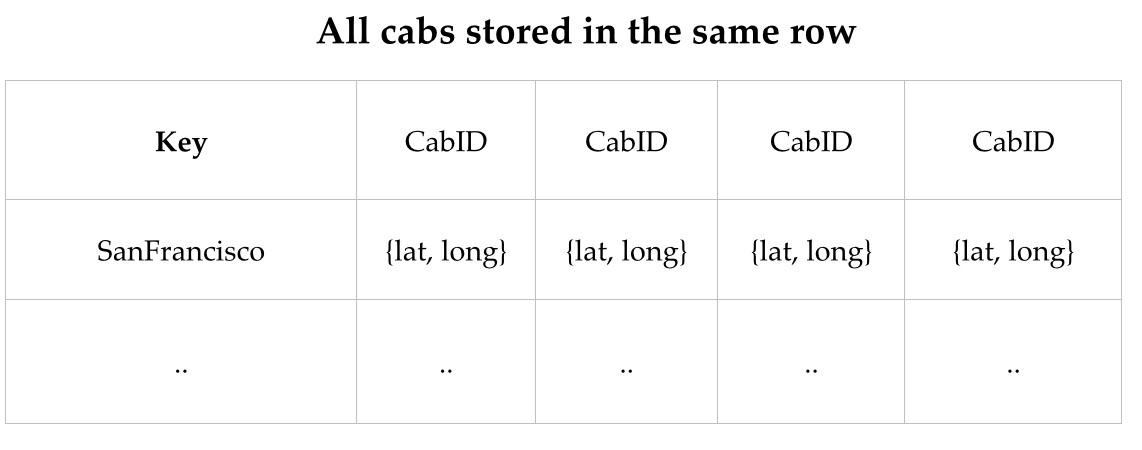 All cabs stored in the same row
Key CabID CabID CabID CabID
SanFrancisco {lat, long} {lat, long} {lat, long} {lat, long}
.. .. .. .. ..